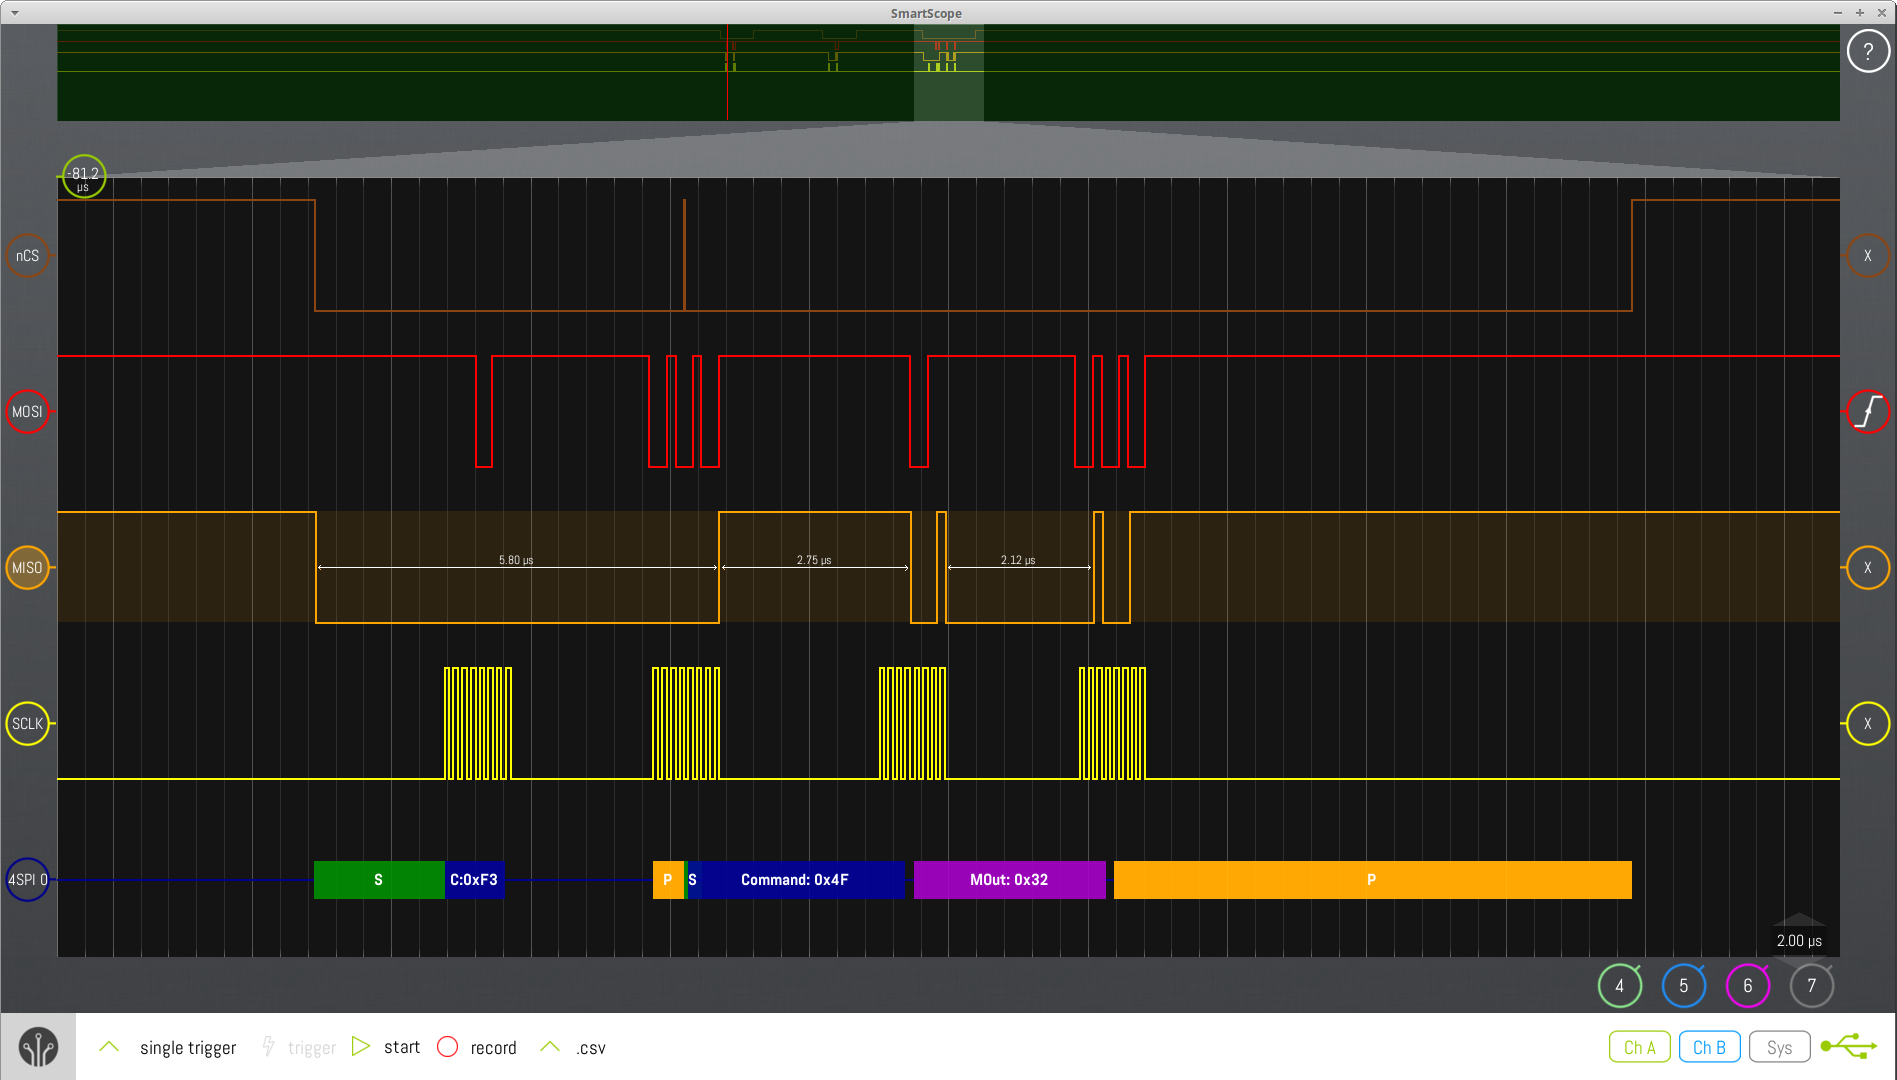 SmartScope
?
-81.2
µs
nCS
X
MOSI
MISO
5.80 µs
2.75 µs
2.12 µs
X
SCLK
X
4SPI 0
S
C:0xF3
P
S
Command: 0x4F
MOut: 0x32
P
2.00 µs
4
5
6
7
single trigger
trigger
start
record
.csv
Ch A
Ch B
Sys